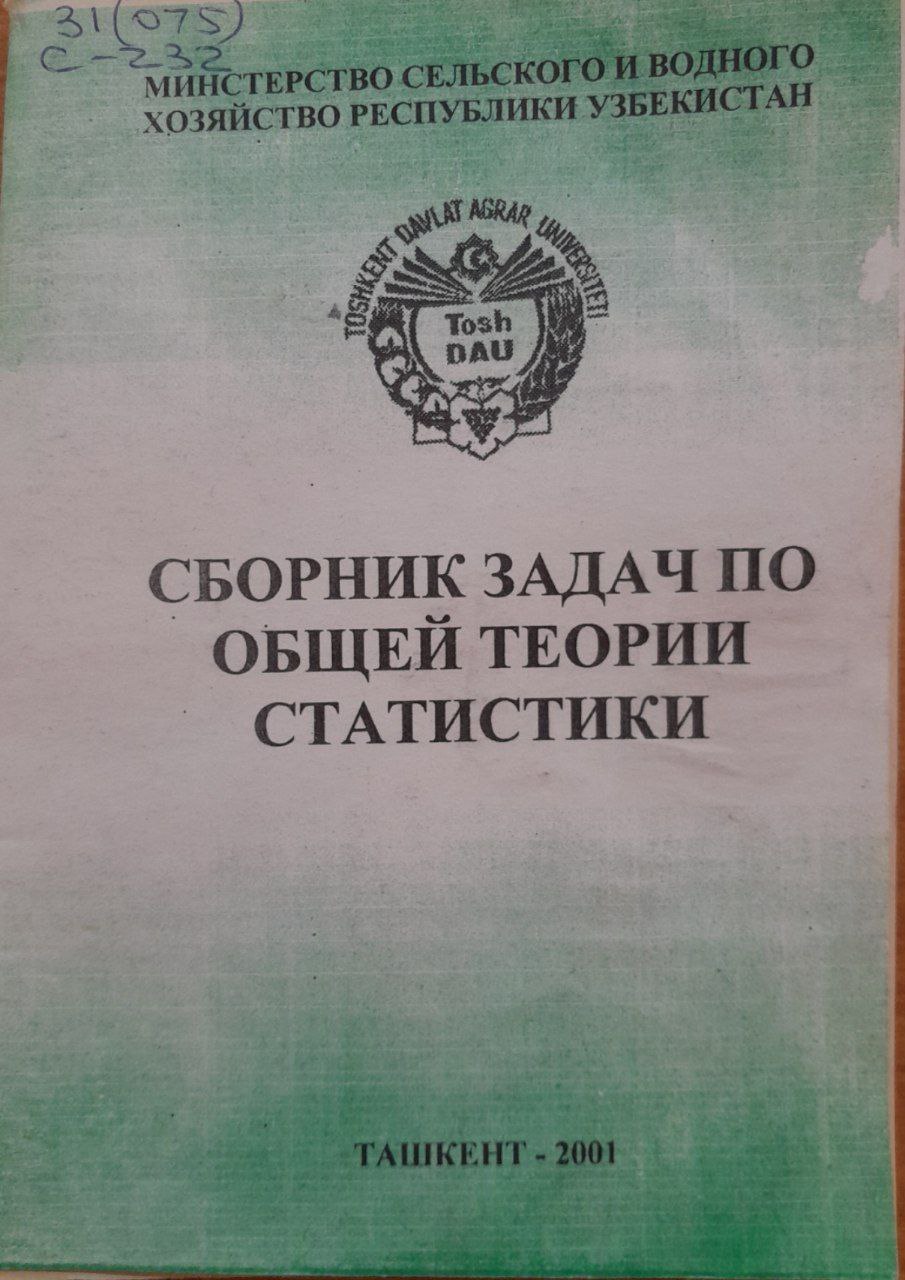 31(075)
С-232
МИНСТЕРСТВО СЕЛЬСКОГО И ВОДНОГО
ХОЗЯЙСТВО РЕСПУБЛИКИ УЗБЕКИСТАН
TOSHKENT DAVLAT AGRAR UNIVERSITETI
Tosh
DAU
СБОРНИК ЗАДАЧ ПО
ОБЩЕЙ ТЕОРИИ
СТАТИСТИКИ
ТАШКЕНТ - 2001